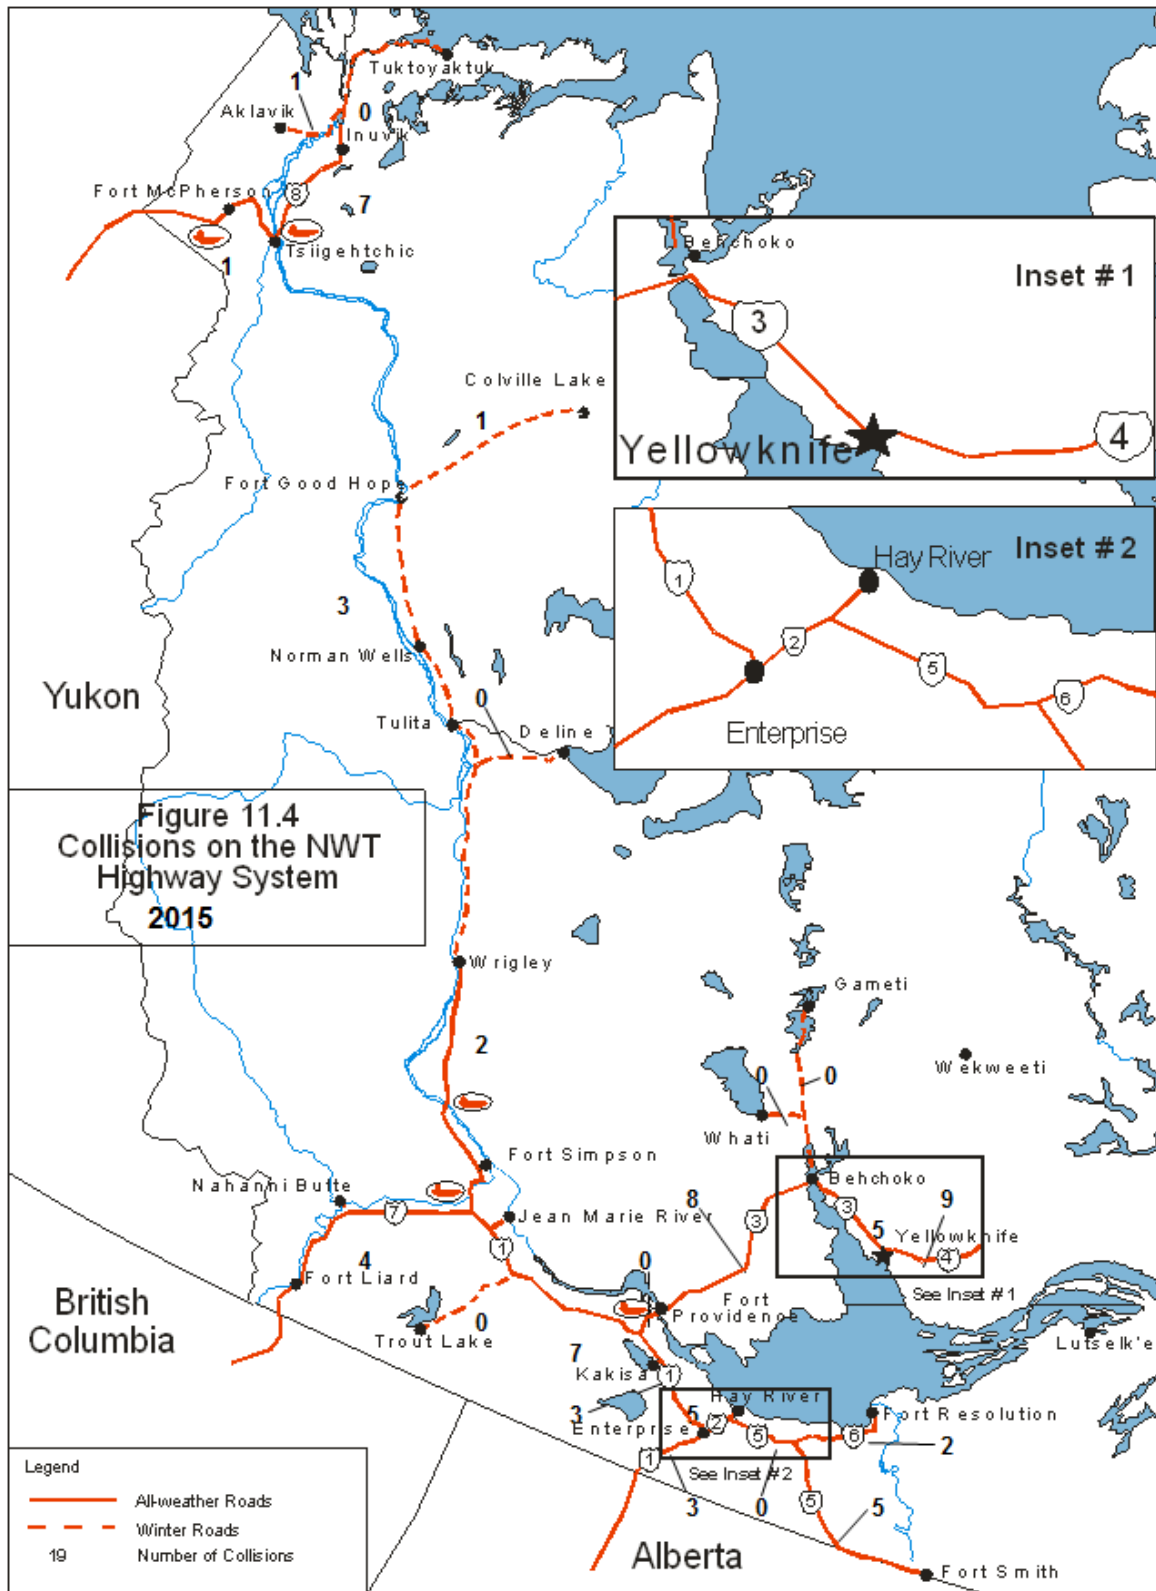 Tuktoyaktuk
1
Aklavik
0
Inuvik
Fort McPherson
8
7
Tsiigehtchic
1
Behchoko
Inset # 1
3
Yellowknife
4
Colville Lake
1
Fort Good Hope
Inset # 2
Hay River
1
2
5
6
Enterprise
3
Norman Wells
Yukon
0
Tulita
Deline
Figure 11.4
Collisions on the NWT
Highway System
2015
Wrigley
Gameti
2
Wekweeti
0
0
Whati
Fort Simpson
Behchoko
Nahanni Butte
8
9
7
3
3
Jean Marie River
5
Yellowknife
1
4
4
0
Fort Liard
See Inset #1
British
Columbia
Fort
Providence
0
Trout Lake
Lutselk'e
7
Kakisa
1
Hay River
3
5
2
Fort Resolution
Enterprise
5
6
2
1
See Inset #2
Legend
3
0
5
5
All-weather Roads
Winter Roads
19
Number of Collisions
Alberta
Fort Smith